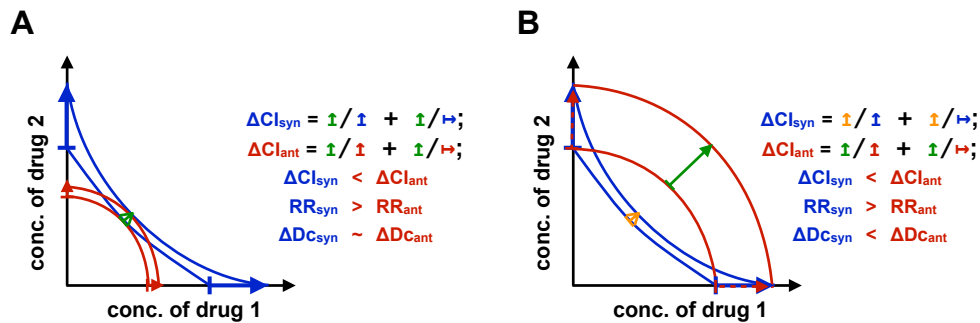 A
conc. of drug 2
conc. of drug 1
ΔCIsyn = ↥/↥ + ↥/↦;
ΔCIant = ↥/↥ + ↥/↦;
ΔCIsyn < ΔCIant
RRsyn > RRant
ΔDcsyn ~ ΔDcant
B
conc. of drug 2
conc. of drug 1
ΔCIsyn = ↥/↥ + ↥/↦;
ΔCIant = ↥/↥ + ↥/↦;
ΔCIsyn < ΔCIant
RRsyn > RRant
ΔDcsyn < ΔDcant